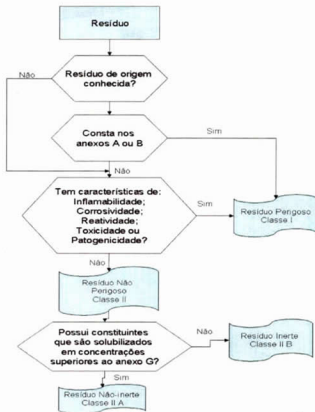 Resíduo
Não
Resíduo de origem
conhecida?
Consta nos
anexos A ou B
Sim
Não
Tem características de:
Inflamabilidade;
Corrosividade;
Reatividade;
Toxicidade ou
Patogenicidade?
Sim
Resíduo Perigoso
Classe I
Não
Resíduo Não
Perigoso
Classe II
Possui constituintes
que são solubilizados
em concentrações
superiores ao anexo G?
Não
Resíduo Inerte
Classe II B
Sim
Resíduo Não-inerte
Classe II A